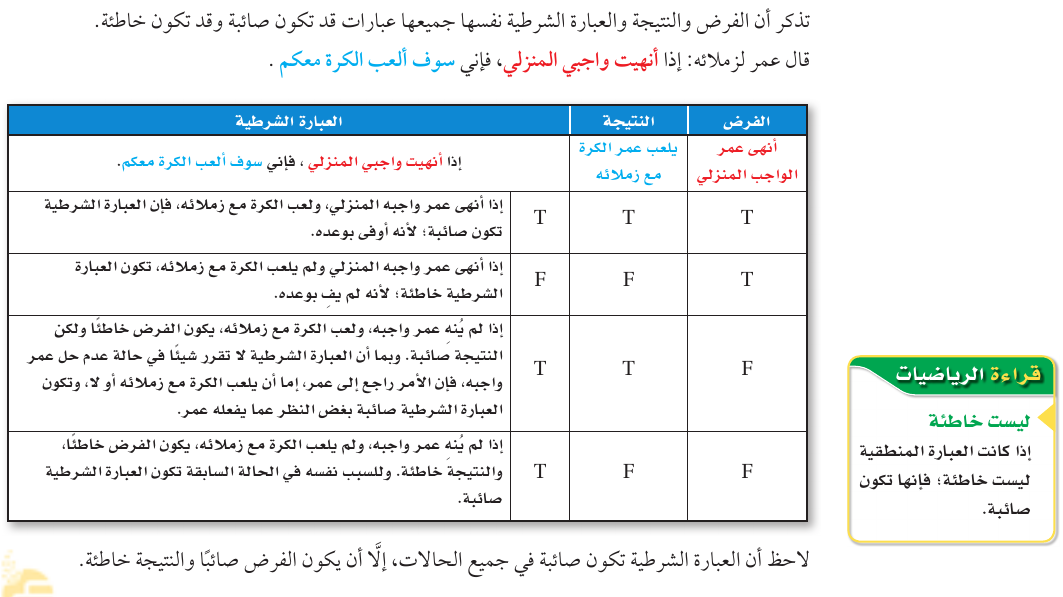 تذكر أن الفرض والنتيجة والعبارة الشرطية نفسها جميعها عبارات قد تكون صائبة وقد تكون خاطئة.
قال عمر لزملائه: إذا أنهيت واجبي المنزلي، فإني سوف ألعب الكرة معكم .
الفرض
النتيجة
العبارة الشرطية
أنهى عمر
الواجب المنزلي
يلعب عمر الكرة
مع زملائه
إذا أنهيت واجبي المنزلي ، فإني سوف ألعب الكرة معكم.
T
T
T
إذا أنهى عمر واجبه المنزلي، ولعب الكرة مع زملائه، فإن العبارة الشرطية
تكون صائبة؛ لأنه أوفى بوعده.
T
F
F
إذا أنهى عمر واجبه المنزلي ولم يلعب الكرة مع زملائه، تكون العبارة
الشرطية خاطئة؛ لأنه لم يفِ بوعده.
F
T
T
إذا لم يُنهِ عمر واجبه، ولعب الكرة مع زملائه، يكون الفرض خاطئًا ولكن
النتيجة صائبة. وبما أن العبارة الشرطية لا تقرر شيئًا في حالة عدم حل عمر
واجبه، فإن الأمر راجع إلى عمر، إما أن يلعب الكرة مع زملائه أو لا، وتكون
العبارة الشرطية صائبة بغض النظر عما يفعله عمر.
F
F
T
إذا لم يُنهِ عمر واجبه، ولم يلعب الكرة مع زملائه، يكون الفرض خاطئًا،
والنتيجة خاطئة. وللسبب نفسه في الحالة السابقة تكون العبارة الشرطية
صائبة.
قراءة الرياضيات
ليست خاطئة
إذا كانت العبارة المنطقية
ليست خاطئة؛ فإنها تكون
صائبة.
لاحظ أن العبارة الشرطية تكون صائبة في جميع الحالات، إلَّا أن يكون الفرض صائبًا والنتيجة خاطئة.